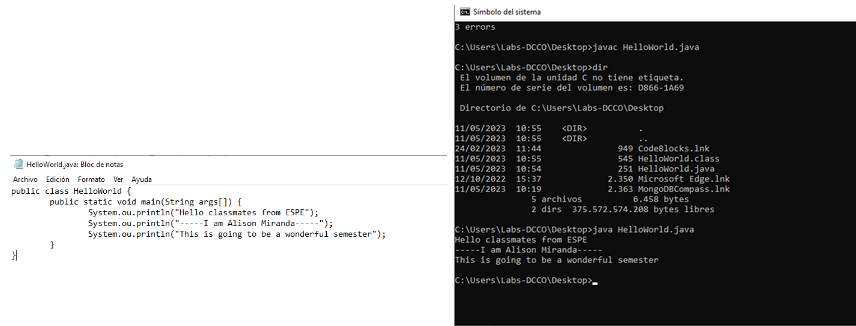 HelloWorld.java: Bloc de notas
Archivo Edición Formato Ver Ayuda
public class HelloWorld {
public static void main(String args[]) {
System.ou.println("Hello classmates from ESPE");
System.ou.println("-----I am Alison Miranda-----");
System.ou.println("This is going to be a wonderful semester");
}
}
Símbolo del sistema
3 errors
C:\Users\Labs-DCCO\Desktop>javac HelloWorld.java
C:\Users\Labs-DCCO\Desktop>dir
El volumen de la unidad C no tiene etiqueta.
El número de serie del volumen es: D866-1A69
Directorio de C:\Users\Labs-DCCO\Desktop
11/05/2023 10:55 <DIR> .
11/05/2023 10:55 <DIR> ..
24/02/2023 11:44 949 CodeBlocks.lnk
11/05/2023 10:55 545 HelloWorld.class
11/05/2023 10:54 251 HelloWorld.java
12/10/2022 15:37 2.350 Microsoft Edge.lnk
11/05/2023 10:19 2.363 MongoDBCompass.lnk
5 archivos 6.458 bytes
2 dirs 375.572.574.208 bytes libres
C:\Users\Labs-DCCO\Desktop>java HelloWorld.java
Hello classmates from ESPE
-----I am Alison Miranda-----
This is going to be a wonderful semester
C:\Users\Labs-DCCO\Desktop>